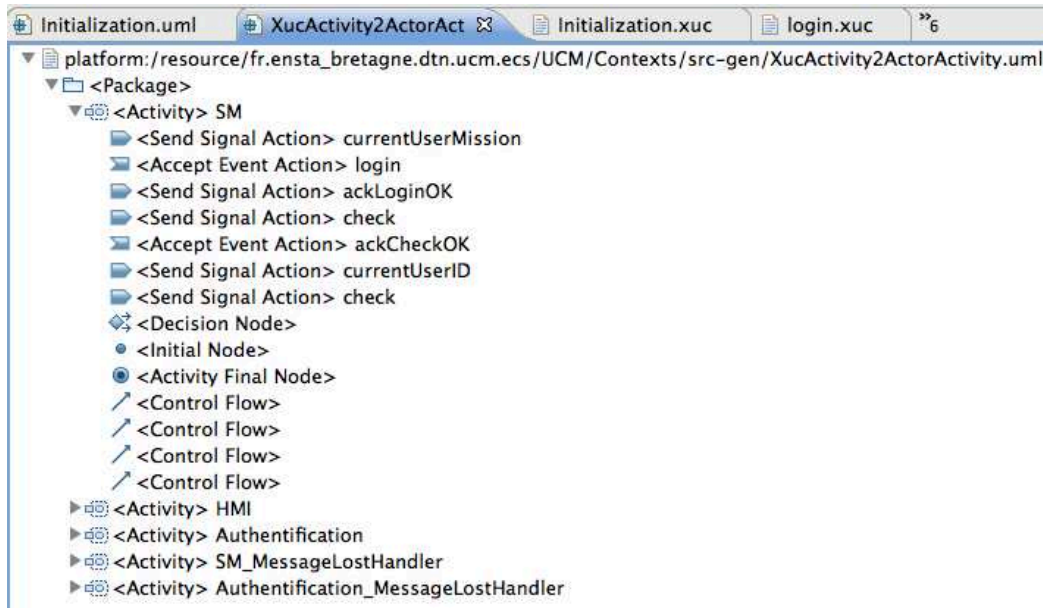 Initialization.uml XucActivity2ActorAct Initialization.xuc login.xuc »6
platform:/resource/fr.ensta_bretagne.dtn.ucm.ecs/UCM/Contexts/src-gen/XucActivity2ActorActivity.uml
<Package>
<Activity> SM
<Send Signal Action> currentUserMission
<Accept Event Action> login
<Send Signal Action> ackLoginOK
<Send Signal Action> check
<Accept Event Action> ackCheckOK
<Send Signal Action> currentUserID
<Send Signal Action> check
<Decision Node>
<Initial Node>
<Activity Final Node>
<Control Flow>
<Control Flow>
<Control Flow>
<Control Flow>
<Activity> HMI
<Activity> Authentification
<Activity> SM_MessageLostHandler
<Activity> Authentification_MessageLostHandler